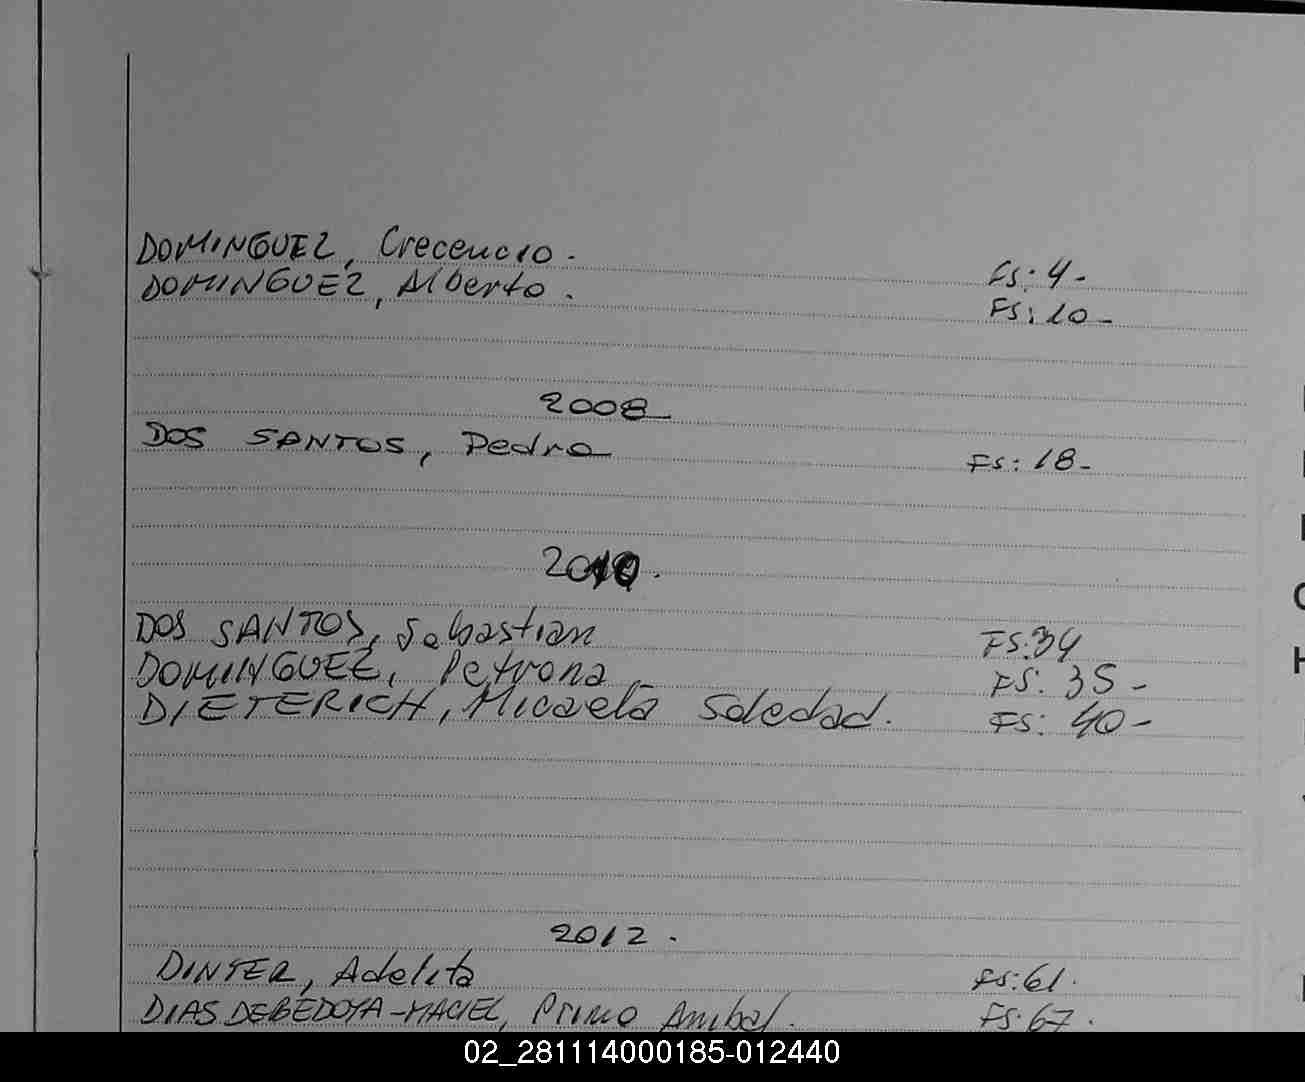 DOMINGUEZ, Crecencio. Fs: 4-
DOMINGUEZ, Alberto. Fs: 10-
2008
DOS SANTOS, Pedro Fs: 18-
2010.
DOS SANTOS, Sebastian Fs: 34
DOMINGUEZ, Petrona Fs: 35-
DIETERICH, Micaela Soledad. Fs: 40-
2012.
DINTER, Adelita Fs: 61.
DIAS DEBEDOYA-MACIEL, Primo Anibal. Fs: 67.
02_281114000185-012440